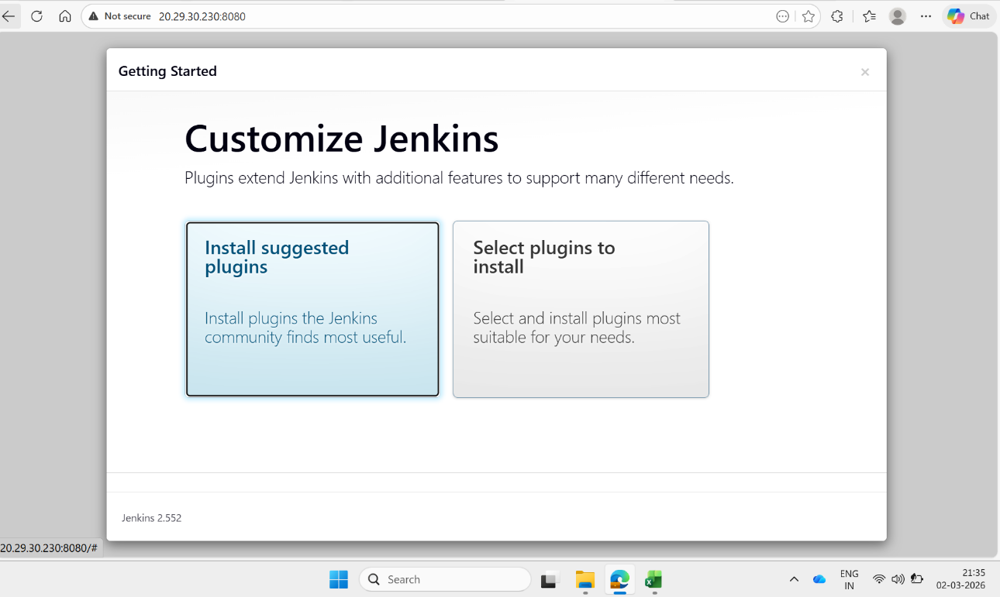 Not secure 20.29.30.230:8080
Chat
Getting Started
×
Customize Jenkins
Plugins extend Jenkins with additional features to support many different needs.
Install suggested
plugins
Install plugins the Jenkins
community finds most useful.
Select plugins to
install
Select and install plugins most
suitable for your needs.
Jenkins 2.552
20.29.30.230:8080/#
Search
ENG
IN
21:35
02-03-2026